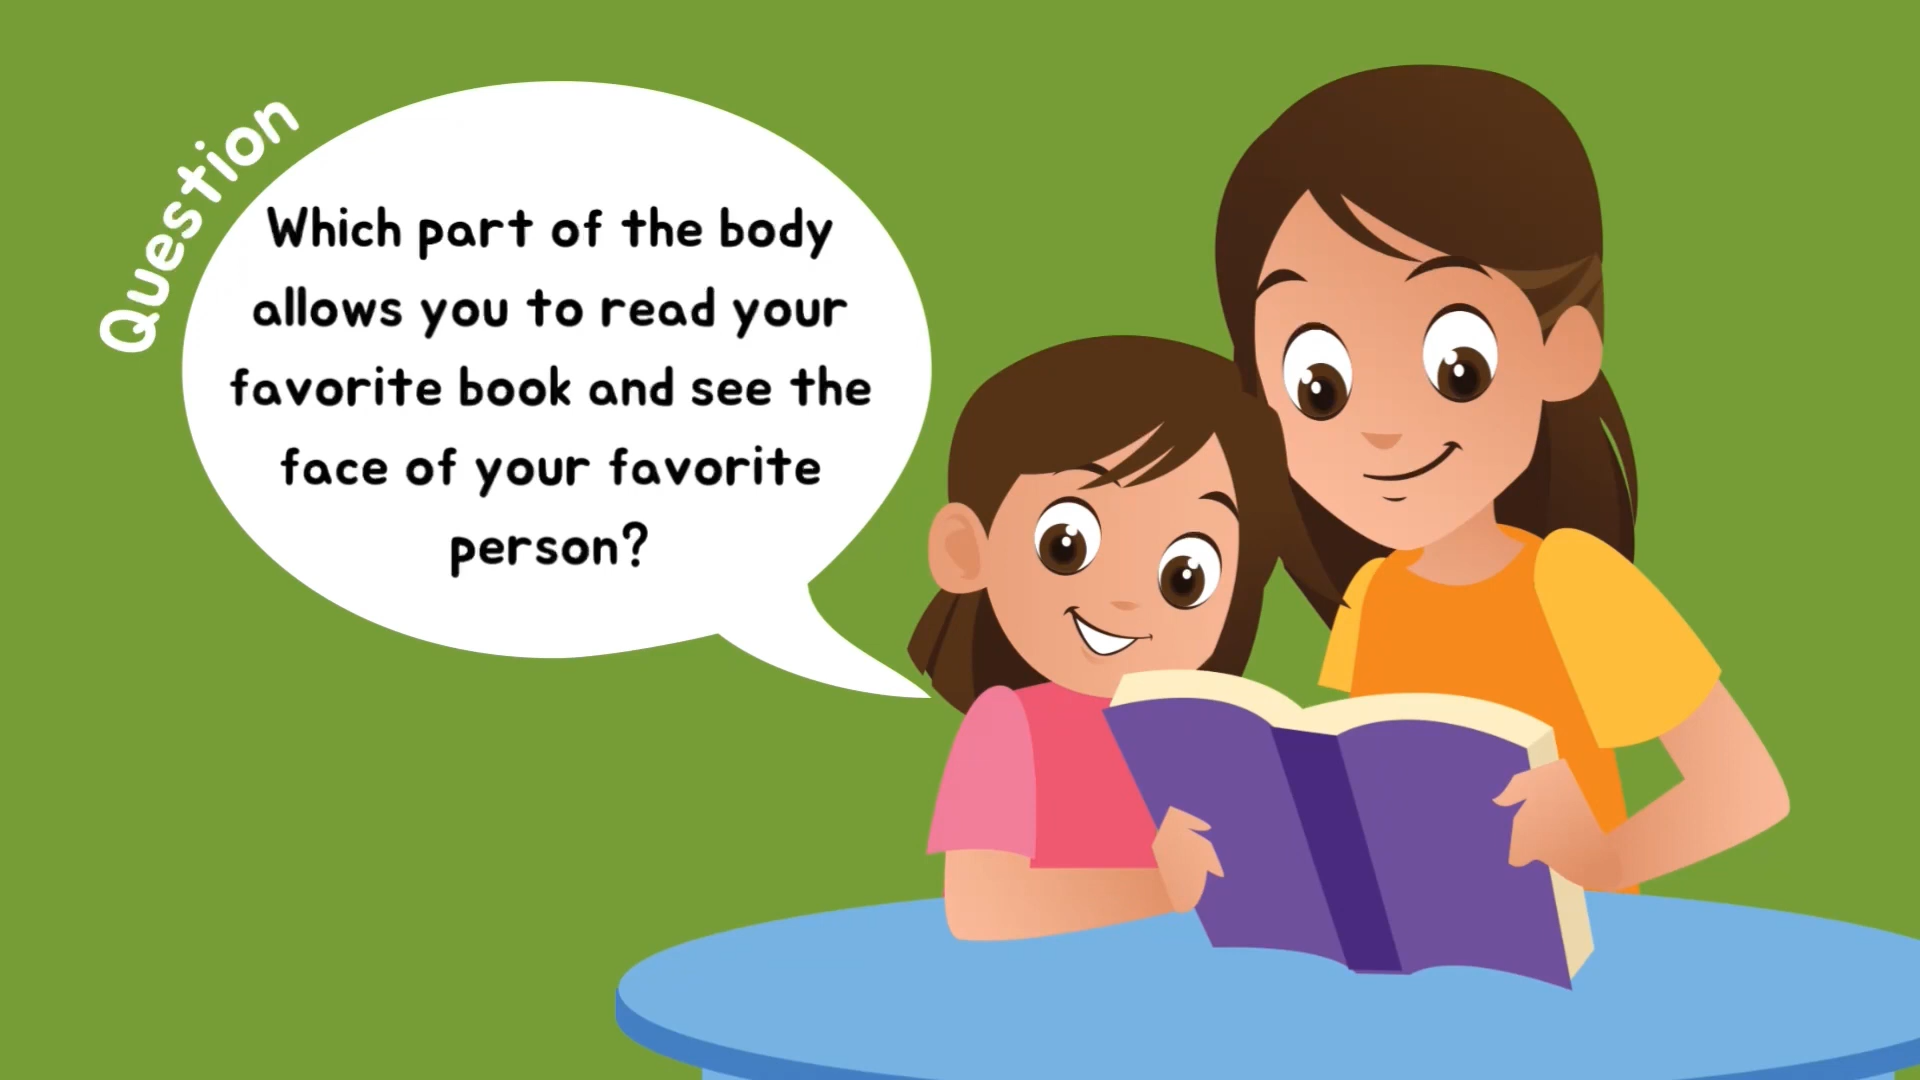 Question
Which part of the body
allows you to read your
favorite book and see the
face of your favorite
person?